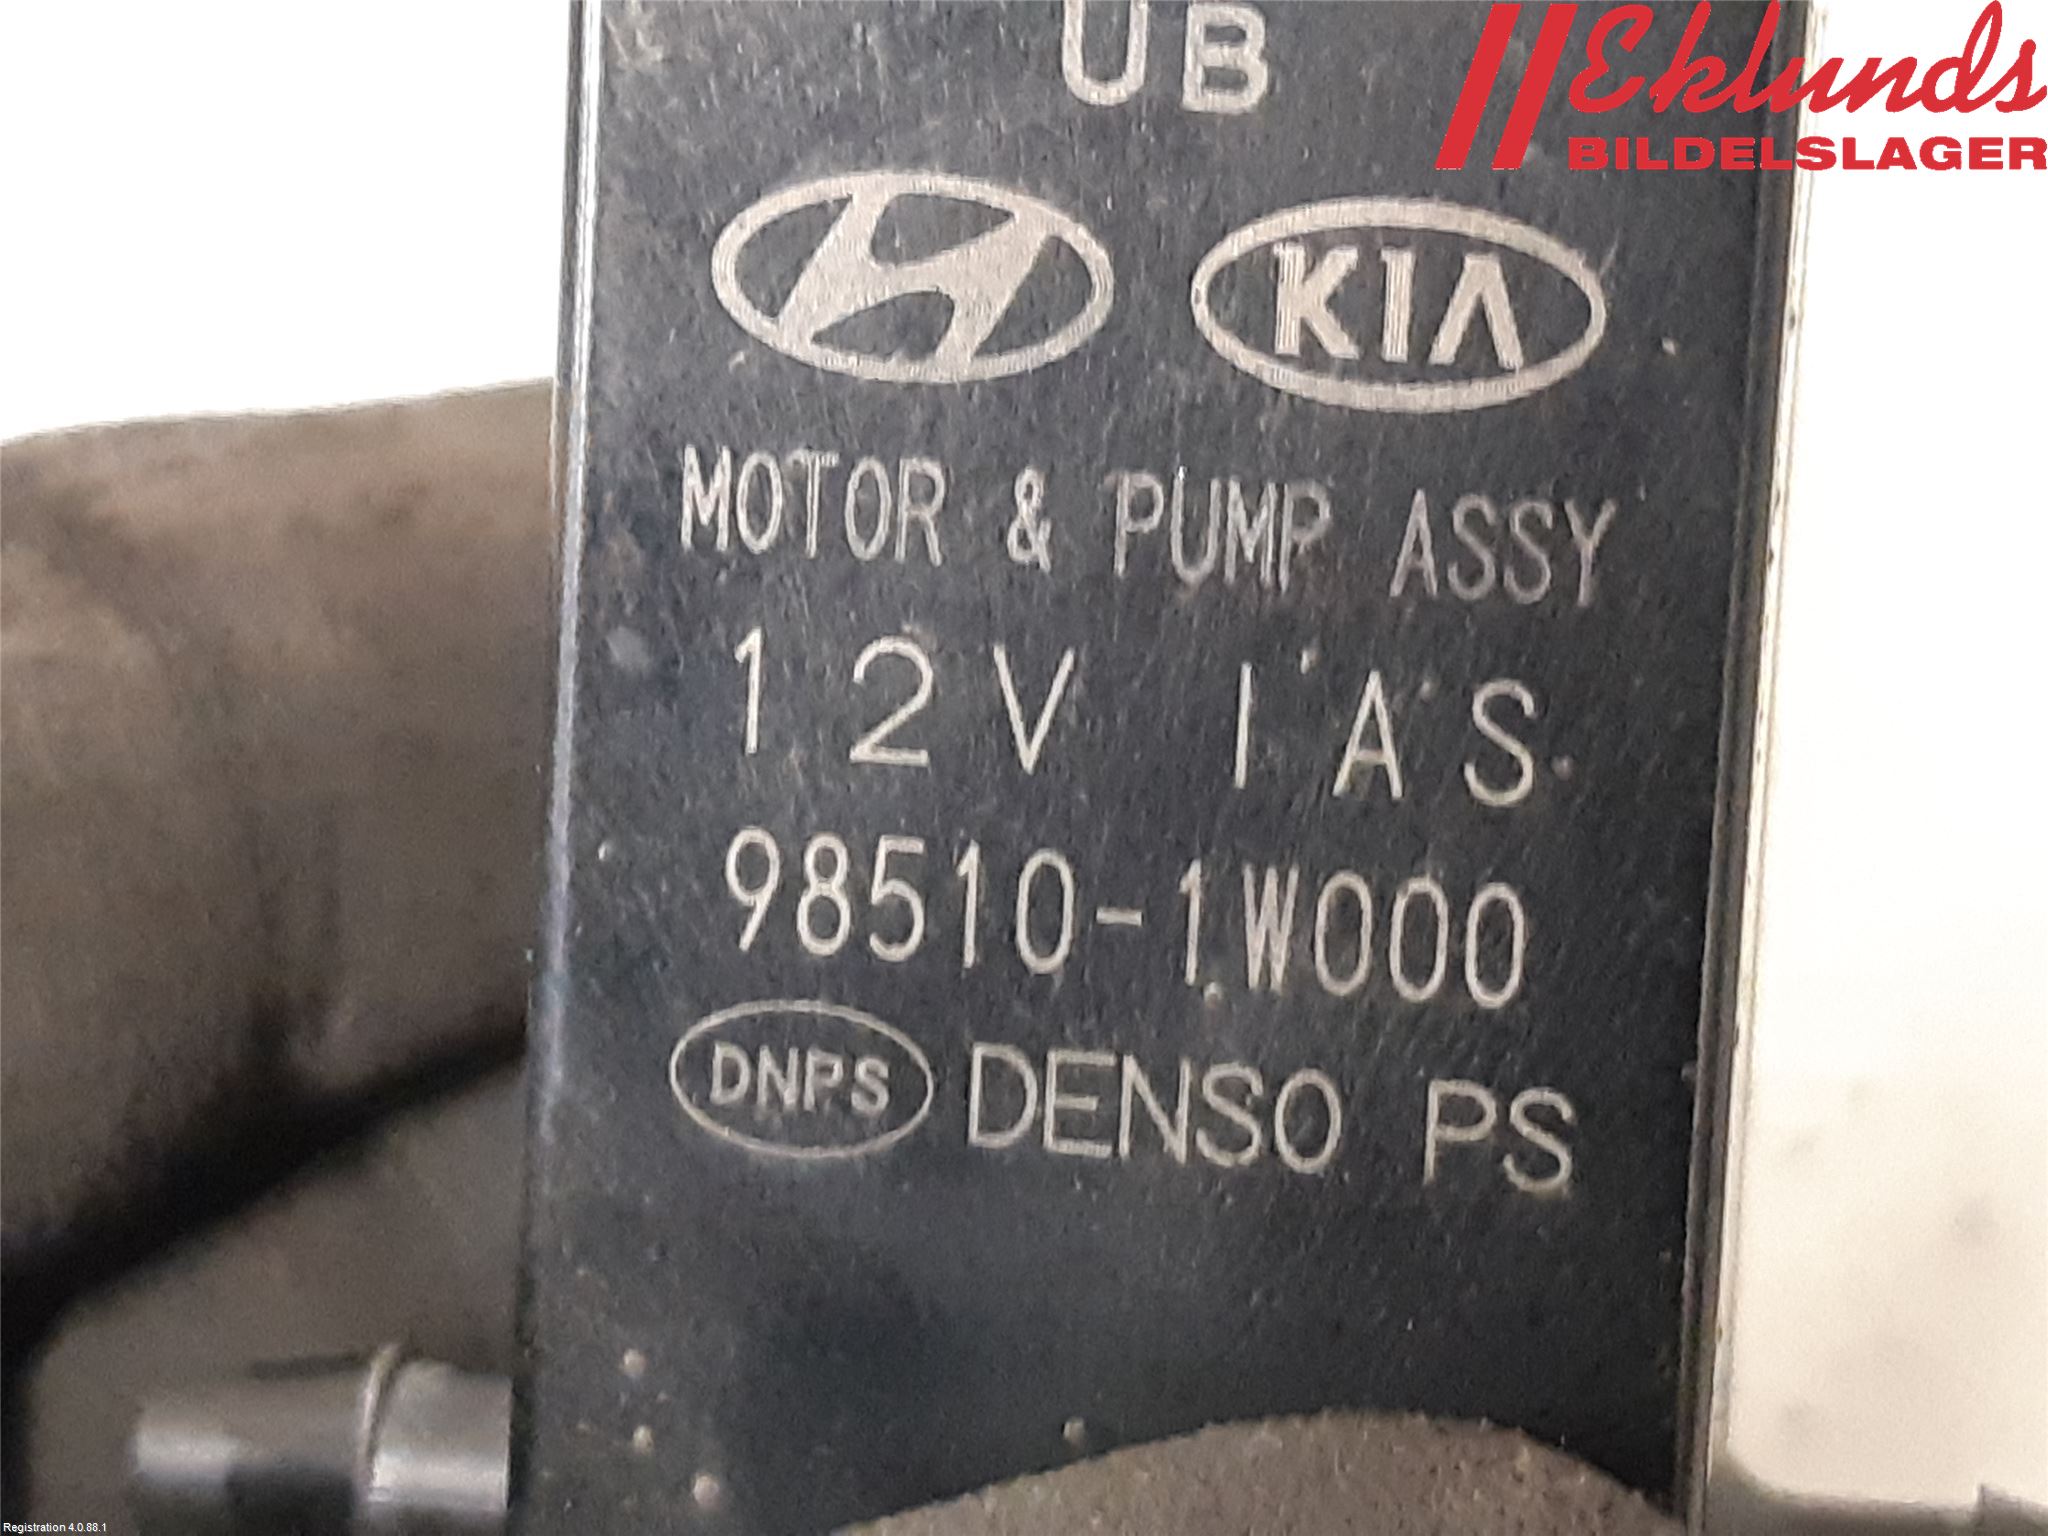 UB
Eklunds
BILDELSLAGER
KIA
MOTOR & PUMP ASSY
12V IAS
98510-1W000
DNPS DENSO PS
Registration 4.0.88.1